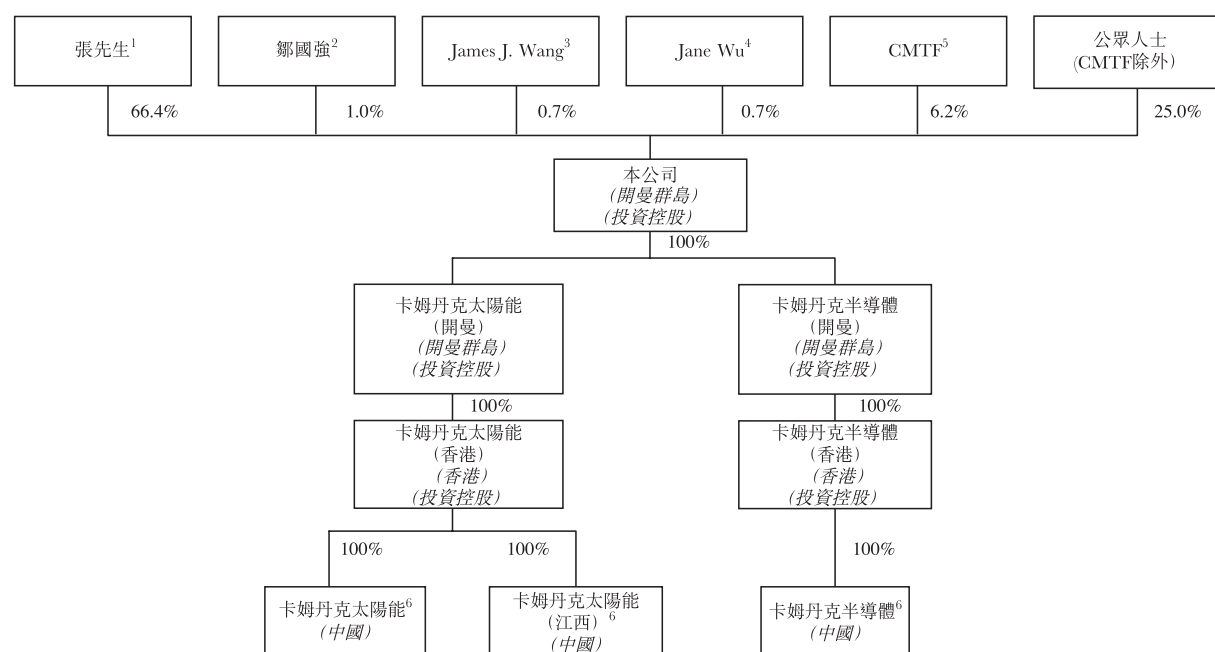 張先生1
鄒國強2
James J. Wang3
Jane Wu4
CMTF5
公眾人士
(CMTF除外)
66.4%
1.0%
0.7%
0.7%
6.2%
25.0%
本公司
(開曼群島)
(投資控股)
100%
卡姆丹克太陽能
(開曼)
(開曼群島)
(投資控股)
卡姆丹克半導體
(開曼)
(開曼群島)
(投資控股)
100%
100%
卡姆丹克太陽能
(香港)
(香港)
(投資控股)
卡姆丹克半導體
(香港)
(香港)
(投資控股)
100%
100%
100%
卡姆丹克太陽能6
(中國)
卡姆丹克太陽能
(江西)6
(中國)
卡姆丹克半導體6
(中國)